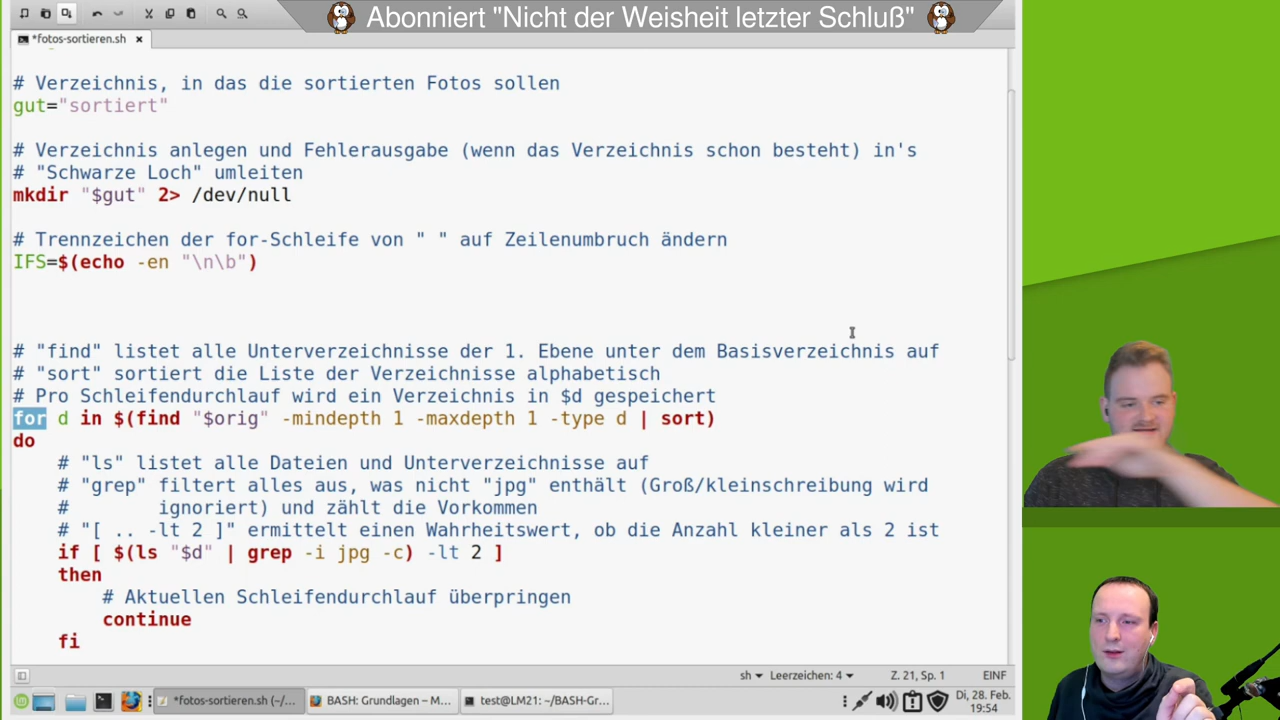 Abonniert "Nicht der Weisheit letzter Schluß"
*fotos-sortieren.sh ×
# Verzeichnis, in das die sortierten Fotos sollen
gut="sortiert"
# Verzeichnis anlegen und Fehlerausgabe (wenn das Verzeichnis schon besteht) in's
# "Schwarze Loch" umleiten
mkdir "$gut" 2> /dev/null
# Trennzeichen der for-Schleife von " " auf Zeilenumbruch ändern
IFS=$(echo -en "\n\b")
# "find" listet alle Unterverzeichnisse der 1. Ebene unter dem Basisverzeichnis auf
# "sort" sortiert die Liste der Verzeichnisse alphabetisch
# Pro Schleifendurchlauf wird ein Verzeichnis in $d gespeichert
for d in $(find "$orig" -mindepth 1 -maxdepth 1 -type d | sort)
do
# "ls" listet alle Dateien und Unterverzeichnisse auf
# "grep" filtert alles aus, was nicht "jpg" enthält (Groß/kleinschreibung wird
# ignoriert) und zählt die Vorkommen
# "[ .. -lt 2 ]" ermittelt einen Wahrheitswert, ob die Anzahl kleiner als 2 ist
if [ $(ls "$d" | grep -i jpg -c) -lt 2 ]
then
# Aktuellen Schleifendurchlauf überpringen
continue
fi
sh Leerzeichen: 4 Z. 21, Sp. 1 EINF
*fotos-sortieren.sh (~/... BASH: Grundlagen – M... test@LM21: ~/BASH-Gr... Di, 28. Feb.
19:54